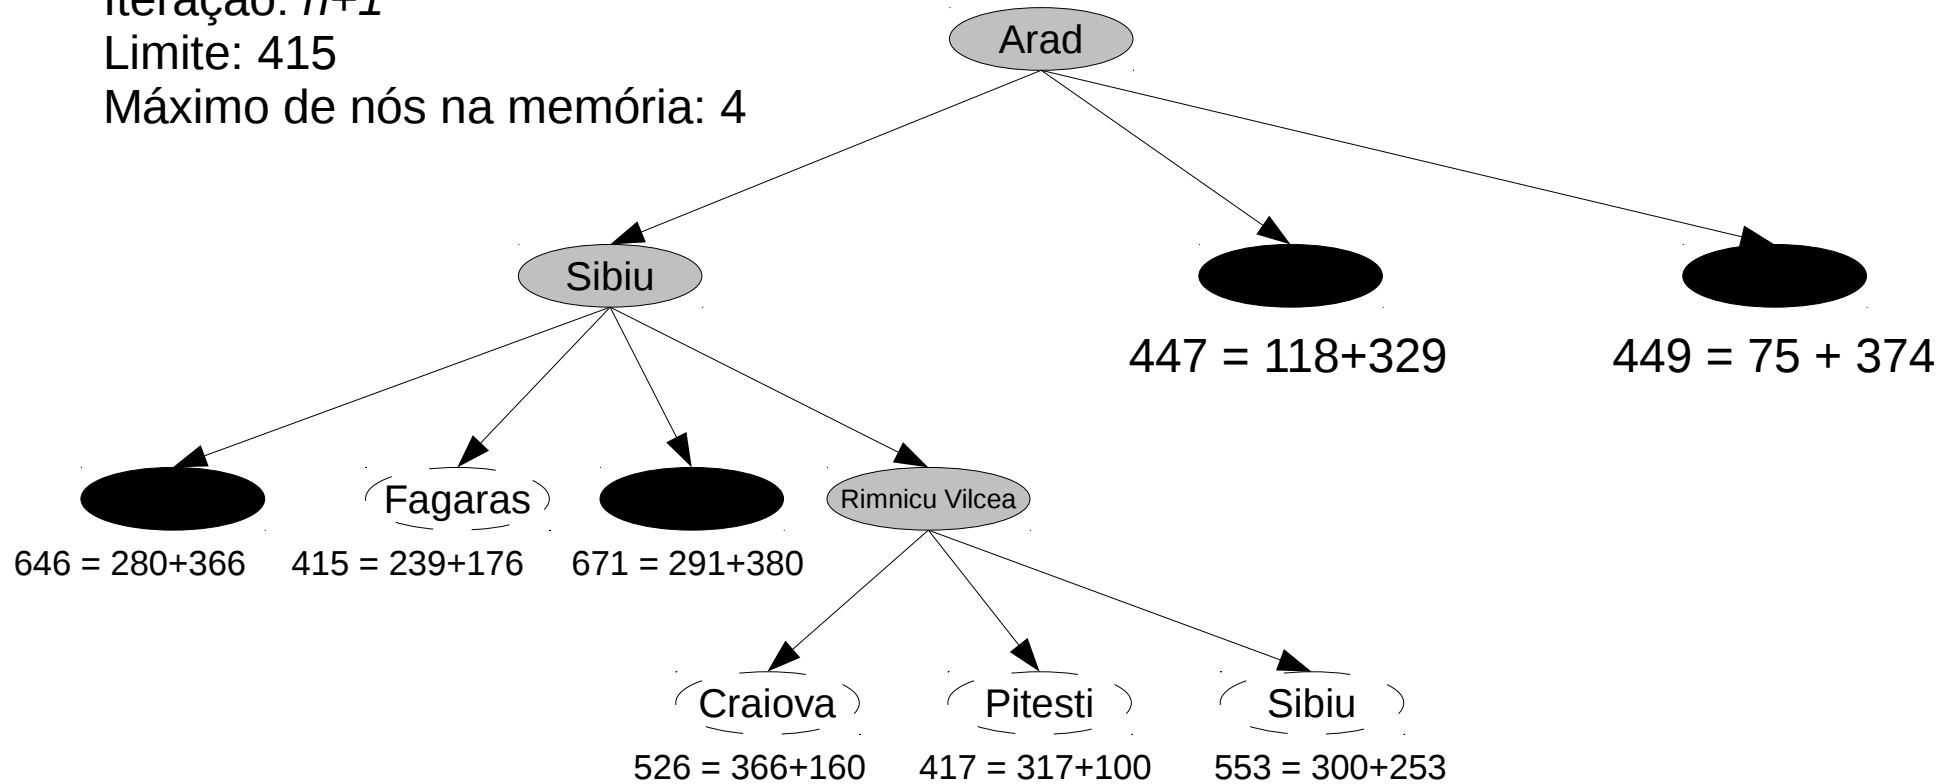 Iteração: n+1
Limite: 415
Máximo de nós na memória: 4
Arad
Sibiu
447 = 118+329
449 = 75 + 374
Fagaras
Rimnicu Vilcea
646 = 280+366
415 = 239+176
671 = 291+380
Craiova
Pitesti
Sibiu
526 = 366+160
417 = 317+100
553 = 300+253